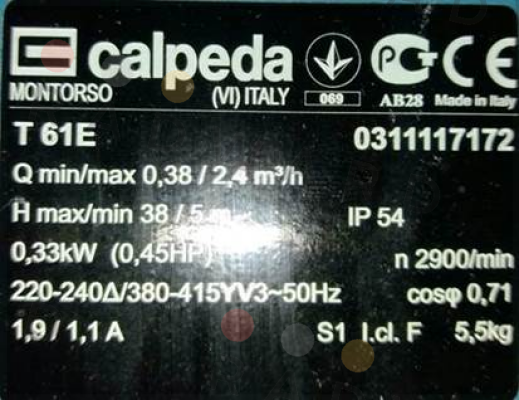 calpeda
MONTORSO (VI) ITALY 069 AB28 Made in Italy
T 61E 0311117172
Q min/max 0,38 / 2,4 m³/h
H max/min 38 / 5 m IP 54
0,33kW (0,45HP) n 2900/min
220-240Δ/380-415YV3~50Hz cosφ 0,71
1,9 / 1,1 A S1 I.cl. F 5,5kg